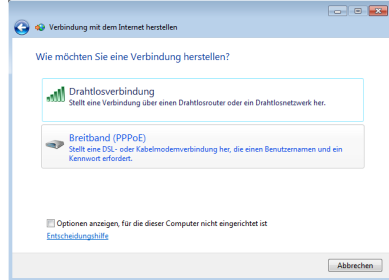 Verbindung mit dem Internet herstellen
Wie möchten Sie eine Verbindung herstellen?
Drahtlosverbindung
Stellt eine Verbindung über einen Drahtlosrouter oder ein Drahtlosnetzwerk her.
Breitband (PPPoE)
Stellt eine DSL- oder Kabelmodemverbindung her, die einen Benutzernamen und ein
Kennwort erfordert.
Optionen anzeigen, für die dieser Computer nicht eingerichtet ist
Entscheidungshilfe
Abbrechen